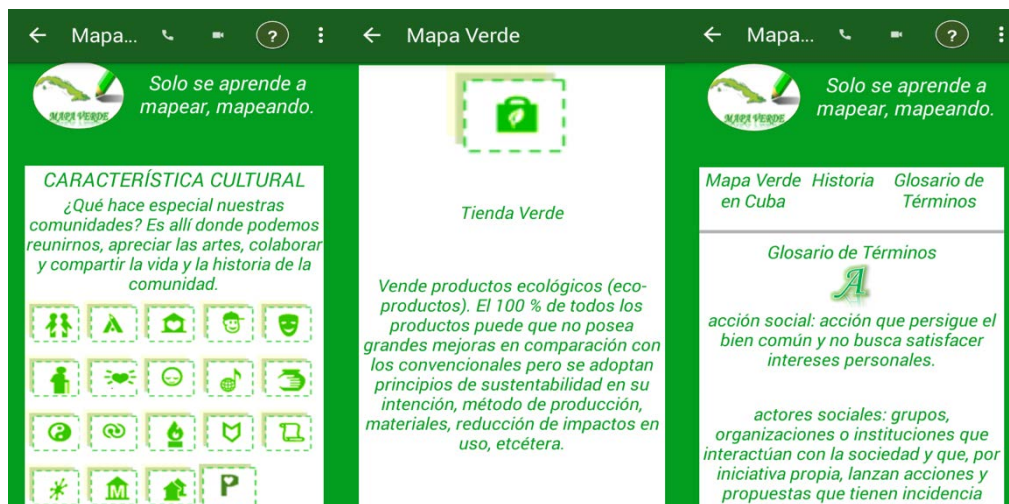 Mapa...
?
MAPA VERDE
Solo se aprende a
mapear, mapeando.
CARACTERÍSTICA CULTURAL
¿Qué hace especial nuestras
comunidades? Es allí donde podemos
reunirnos, apreciar las artes, colaborar
y compartir la vida y la historia de la
comunidad.
M
P
Mapa Verde
Tienda Verde
Vende productos ecológicos (eco-
productos). El 100 % de todos los
productos puede que no posea
grandes mejoras en comparación con
los convencionales pero se adoptan
principios de sustentabilidad en su
intención, método de producción,
materiales, reducción de impactos en
uso, etcétera.
Mapa...
?
MAPA VERDE
Solo se aprende a
mapear, mapeando.
Mapa Verde en Cuba
Historia
Glosario de Términos
Glosario de Términos
A
acción social: acción que persigue el
bien común y no busca satisfacer
intereses personales.
actores sociales: grupos,
organizaciones o instituciones que
interactúan con la sociedad y que, por
iniciativa propia, lanzan acciones y
propuestas que tienen incidencia